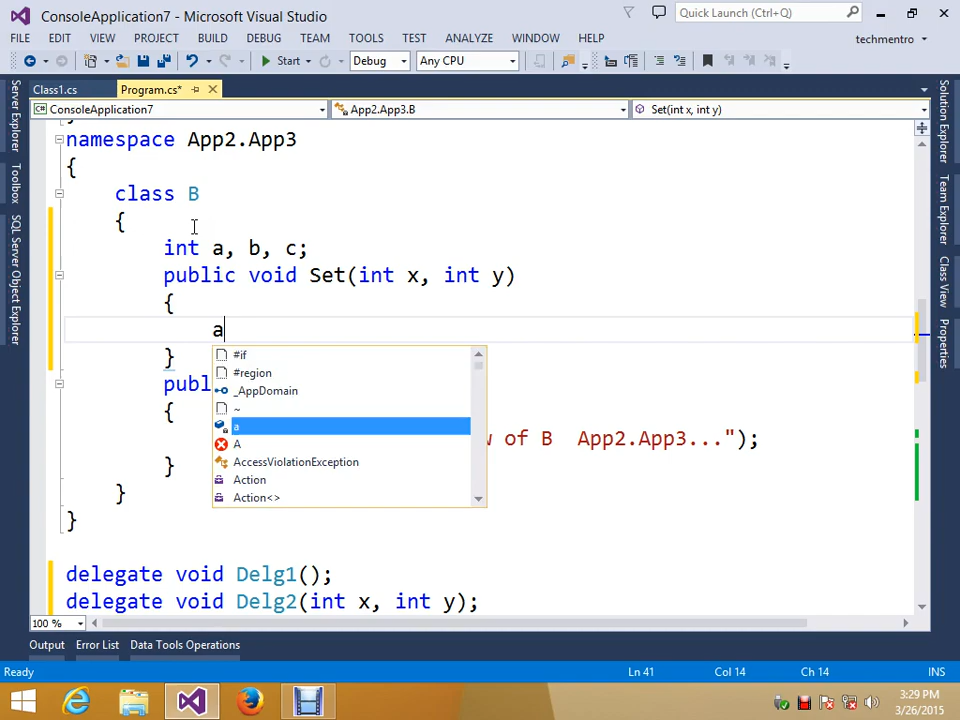 ConsoleApplication7 - Microsoft Visual Studio
Quick Launch (Ctrl+Q)
FILE EDIT VIEW PROJECT BUILD DEBUG TEAM TOOLS TEST ANALYZE WINDOW HELP
techmentro
Start Debug Any CPU
Class1.cs Program.cs*
ConsoleApplication7 App2.App3.B Set(int x, int y)
Server Explorer
Toolbox
SQL Server Object Explorer
Solution Explorer
Team Explorer
Class View
Properties
namespace App2.App3
{
class B
{
int a, b, c;
public void Set(int x, int y)
{
a
}
publ
{
w of B  App2.App3...");
}
}
}
#if
#region
_AppDomain
~
a
A
AccessViolationException
Action
Action<>
delegate void Delg1();
delegate void Delg2(int x, int y);
100 %
Output Error List Data Tools Operations
Ready Ln 41 Col 14 Ch 14 INS
3:29 PM
3/26/2015